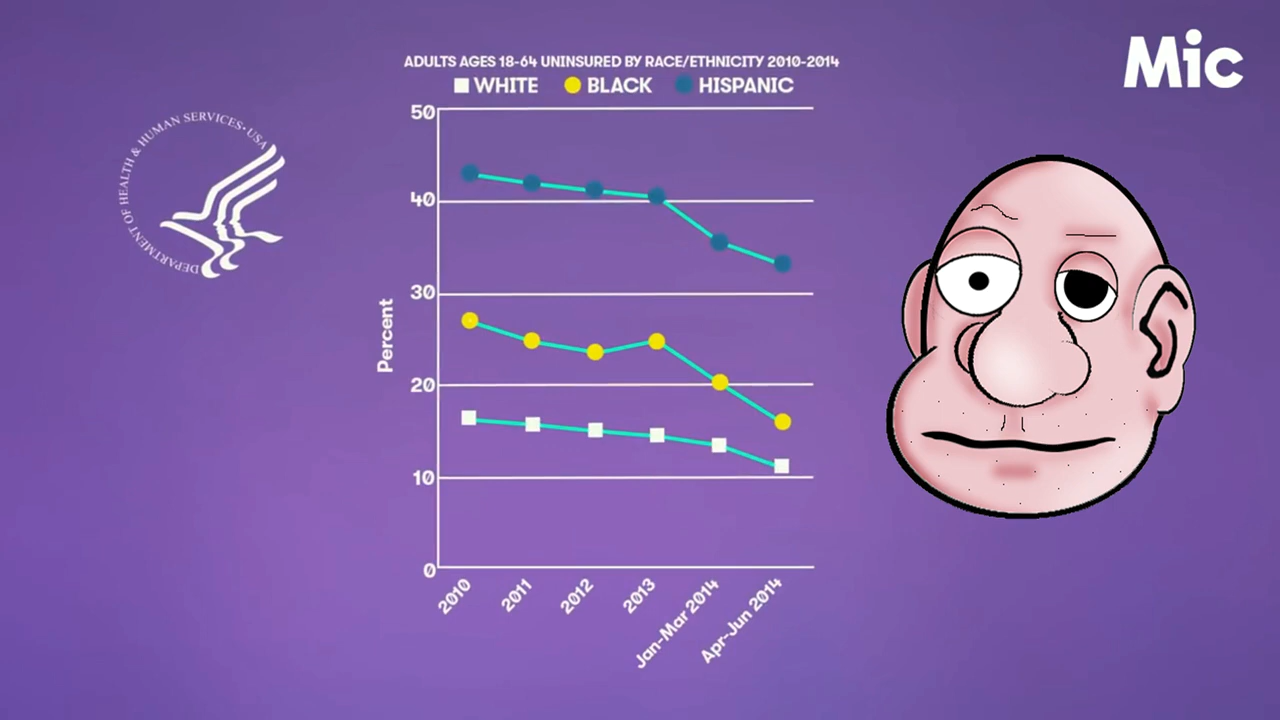 Mic
ADULTS AGES 18-64 UNINSURED BY RACE/ETHNICITY 2010-2014
WHITE BLACK HISPANIC
DEPARTMENT OF HEALTH & HUMAN SERVICES • USA
Percent
50
40
30
20
10
0
2010
2011
2012
2013
Jan-Mar 2014
Apr-Jun 2014